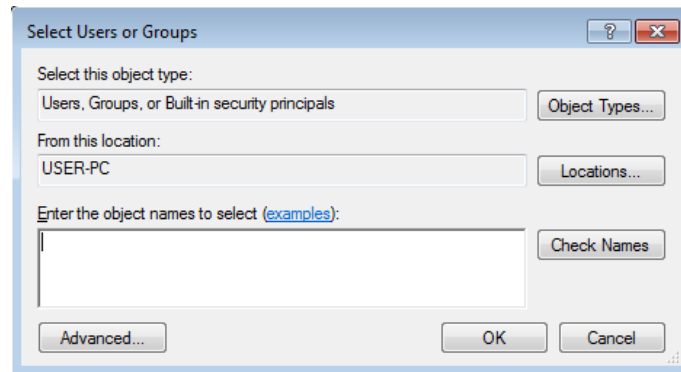 Select Users or Groups
Select this object type:
Users, Groups, or Built-in security principals
Object Types...
From this location:
USER-PC
Locations...
Enter the object names to select (examples):
Check Names
Advanced...
OK
Cancel